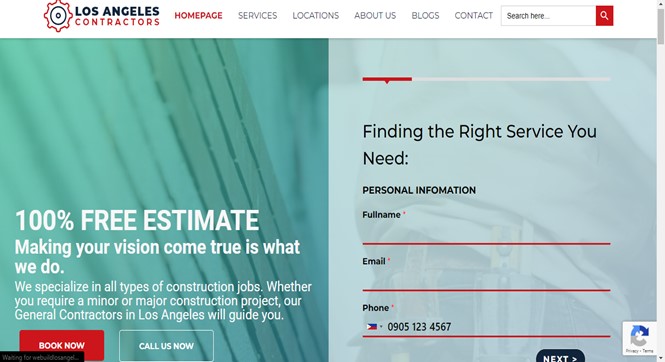 LOS ANGELES
CONTRACTORS
HOMEPAGE SERVICES LOCATIONS ABOUT US BLOGS CONTACT
Search here...
Finding the Right Service You
Need:
PERSONAL INFOMATION
Fullname *
Email *
Phone *
0905 123 4567
NEXT >
100% FREE ESTIMATE
Making your vision come true is what
we do.
We specialize in all types of construction jobs. Whether
you require a minor or major construction project, our
General Contractors in Los Angeles will guide you.
BOOK NOW CALL US NOW
Waiting for webuildlosangel...
Privacy - Terms